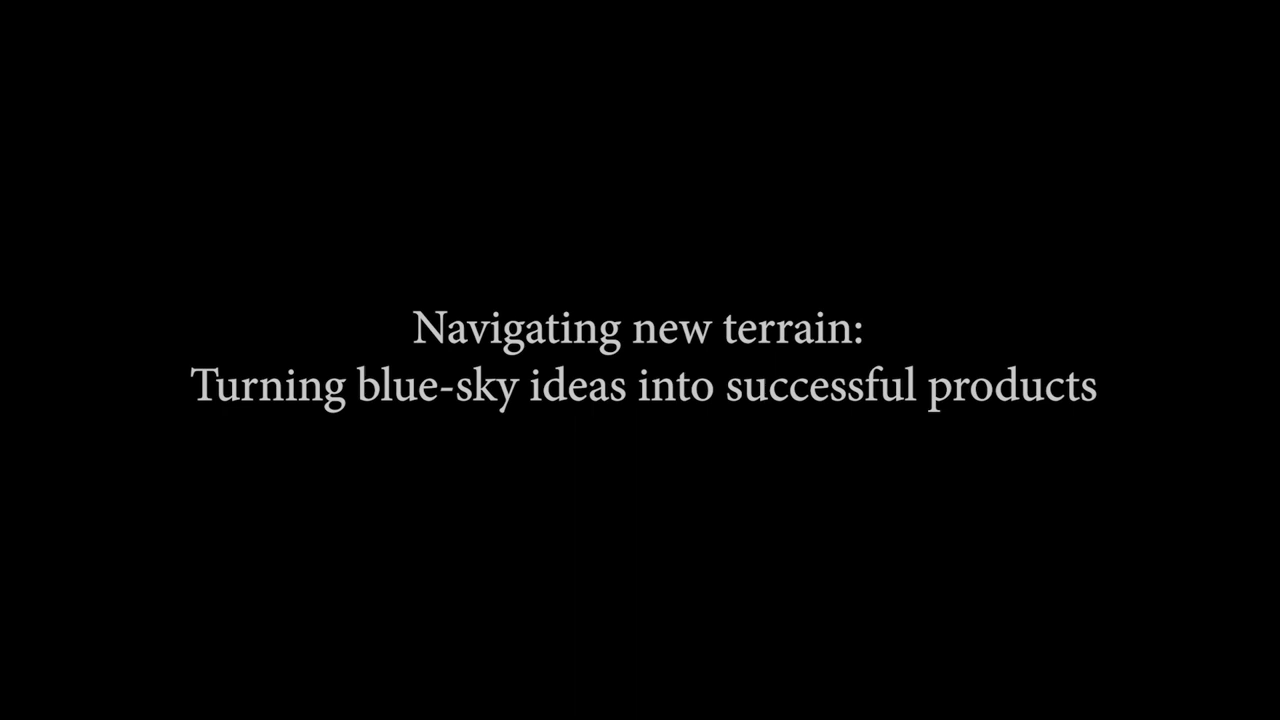 Navigating new terrain:
Turning blue-sky ideas into successful products